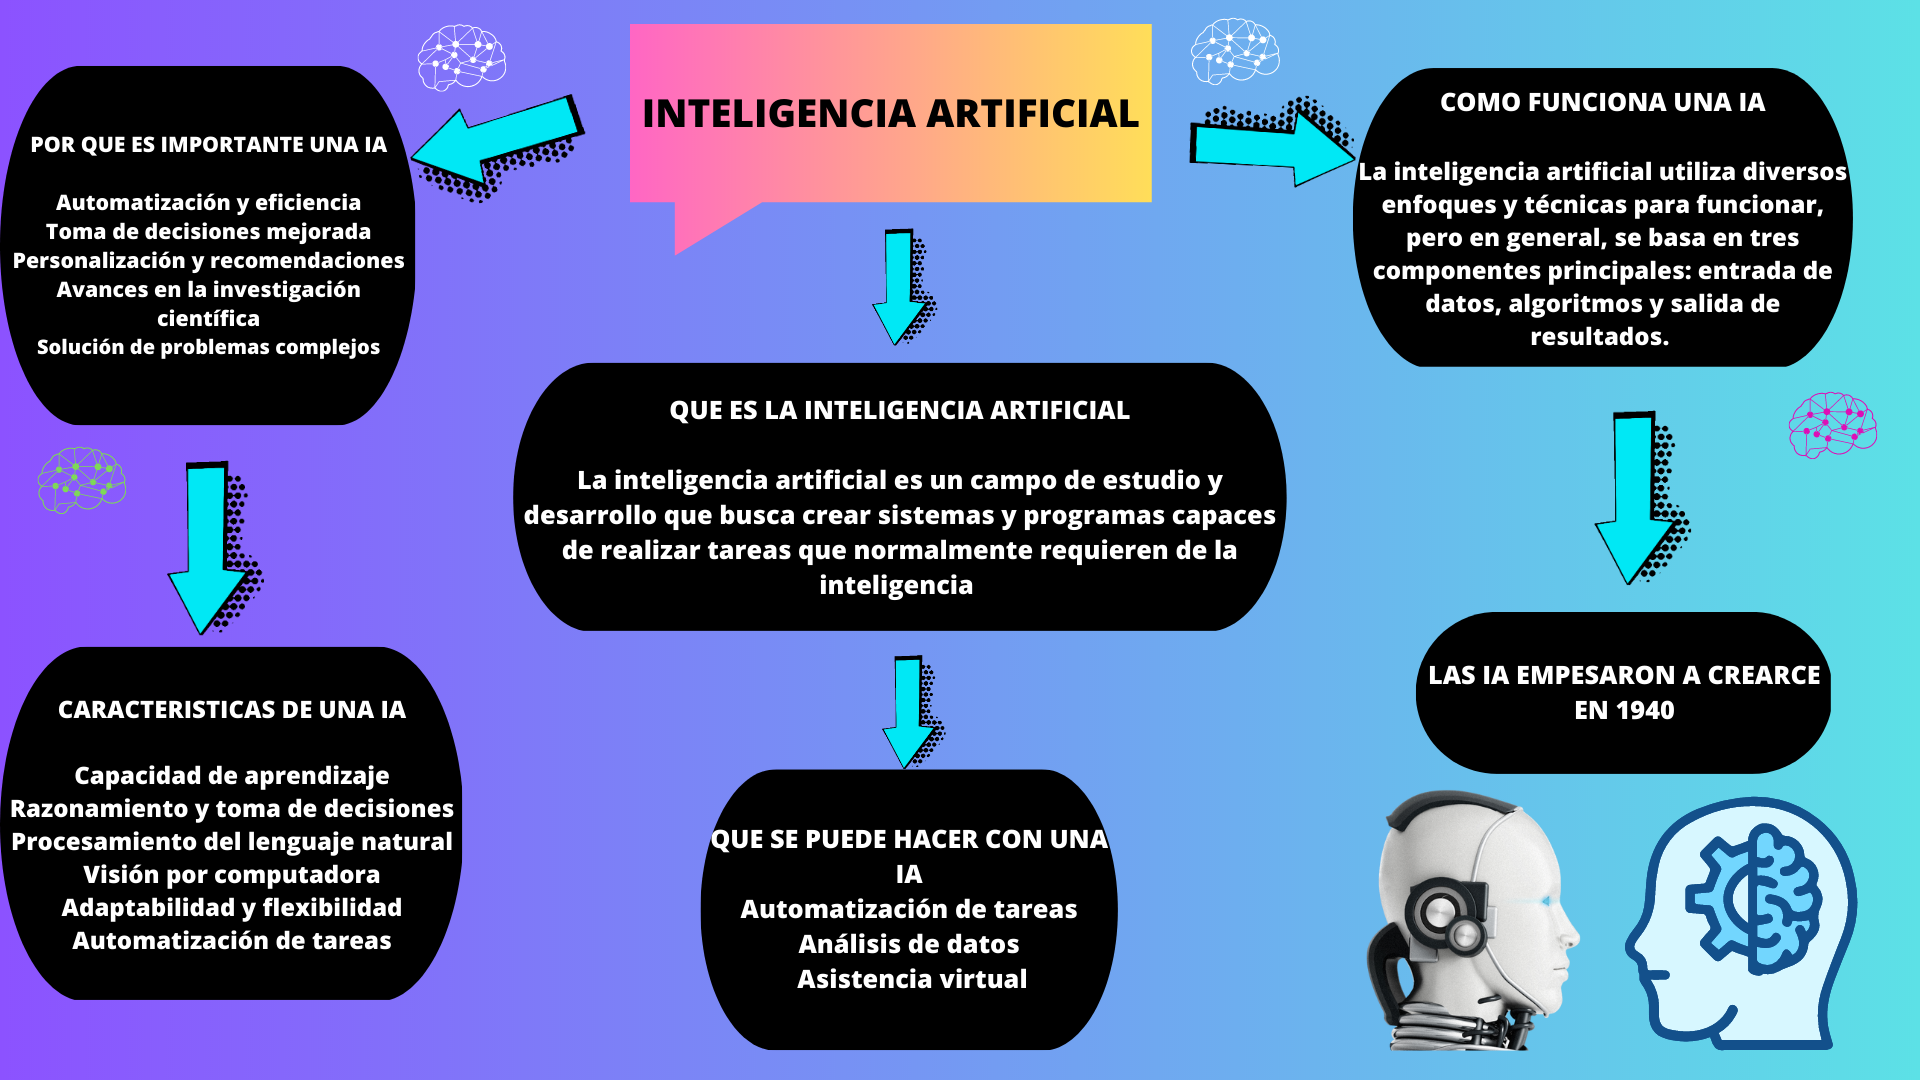 INTELIGENCIA ARTIFICIAL
POR QUE ES IMPORTANTE UNA IA
Automatización y eficiencia
Toma de decisiones mejorada
Personalización y recomendaciones
Avances en la investigación
científica
Solución de problemas complejos
COMO FUNCIONA UNA IA
La inteligencia artificial utiliza diversos
enfoques y técnicas para funcionar,
pero en general, se basa en tres
componentes principales: entrada de
datos, algoritmos y salida de
resultados.
QUE ES LA INTELIGENCIA ARTIFICIAL
La inteligencia artificial es un campo de estudio y
desarrollo que busca crear sistemas y programas capaces
de realizar tareas que normalmente requieren de la
inteligencia
CARACTERISTICAS DE UNA IA
Capacidad de aprendizaje
Razonamiento y toma de decisiones
Procesamiento del lenguaje natural
Visión por computadora
Adaptabilidad y flexibilidad
Automatización de tareas
QUE SE PUEDE HACER CON UNA
IA
Automatización de tareas
Análisis de datos
Asistencia virtual
LAS IA EMPESARON A CREARCE
EN 1940